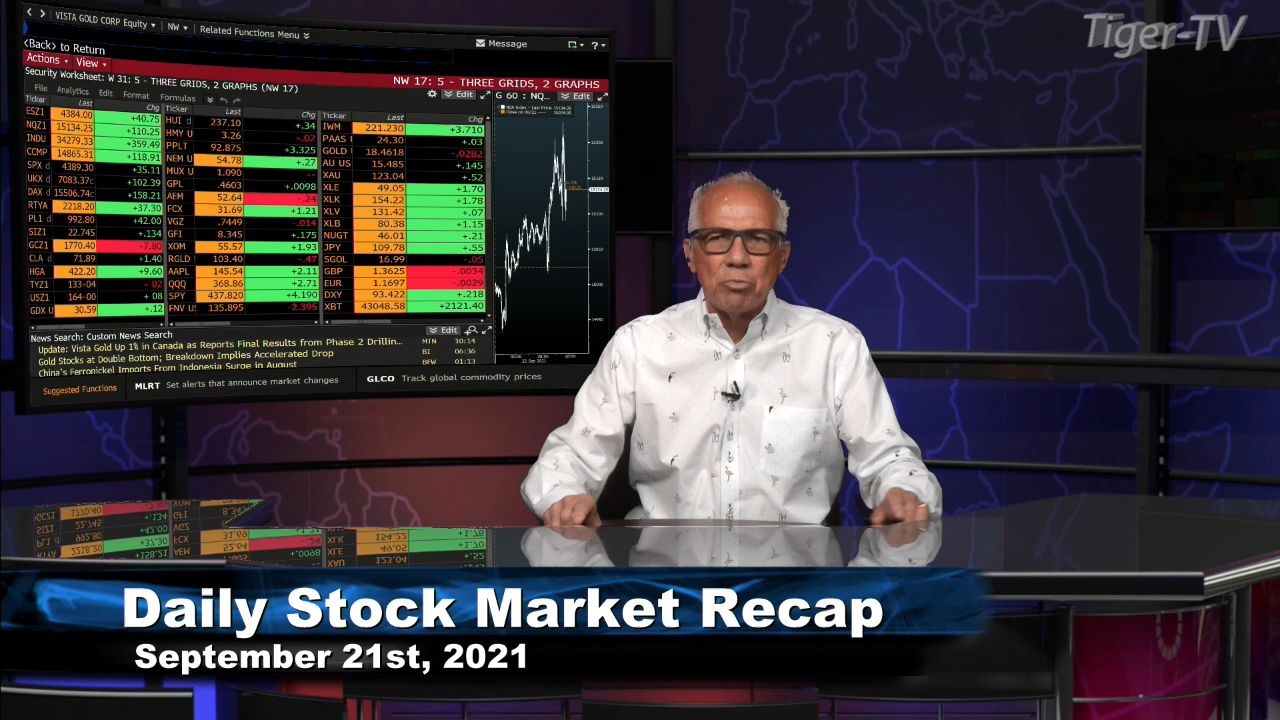 VISTA GOLD CORP Equity NW Related Functions Menu
<Back> to Return
Message
Actions View
NW 17: 5 - THREE GRIDS, 2 GRAPHS
Security Worksheet: W 31: 5 - THREE GRIDS, 2 GRAPHS (NW 17)
File Analytics Edit Format Formulas
Edit
G 60 : NQ... Edit
Ticker Last Chg Ticker Last Chg Ticker Last Chg
ESZ1 4384.00 +40.75 HUI d 237.10 +.34 IWM 221.230 +3.710
NQZ1 15134.25 +110.25 HMY U 3.26 -.02 PAAS 24.30 +.03
INDU 34279.33 +359.49 PPLT 92.875 +3.325 GOLD 18.4618 -.0282
CCMP 14865.31 +118.91 NEM U 54.78 +.27 AU US 15.485 +.145
SPX d 4389.30 +35.11 MUX U 1.090 -- XAU 123.04 +.52
UKX d 7083.37c +102.39 GPL .4603 +.0098 XLE 49.05 +1.70
DAX d 15506.74c +158.21 AEM 52.64 -.24 XLK 154.22 +1.78
RTYA 2218.20 +37.30 FCX 31.69 +1.21 XLV 131.42 +.07
PL1 d 992.80 +42.00 VGZ .7449 -.014 XLB 80.38 +1.15
SIZ1 22.745 +.134 GFI 8.345 +.175 NUGT 46.01 +.21
GCZ1 1770.40 -7.80 XOM 55.57 +1.93 JPY 109.78 +.55
CLA d 71.89 +1.40 RGLD 103.40 -.47 SGOL 16.99 -.05
HGA 422.20 +9.60 AAPL 145.54 +2.11 GBP 1.3625 -.0034
TYZ1 133-04 -02 QQQ 368.86 +2.71 EUR 1.1697 -.0029
USZ1 164-00 +08 SPY 437.820 +4.190 DXY 93.422 +.218
GDX U 30.59 +.12 FNV U 135.895 -2.395 XBT 43048.58 +2121.40
News Search: Custom News Search Edit
Update: Vista Gold Up 1% in Canada as Reports Final Results from Phase 2 Drillin... MTN 10:14
Gold Stocks at Double Bottom; Breakdown Implies Accelerated Drop BI 06:36
China's Ferronickel Imports From Indonesia Surge in August BFW 01:13
Suggested Functions MLRT Set alerts that announce market changes GLCO Track global commodity prices
Tiger-TV
Daily Stock Market Recap
September 21st, 2021